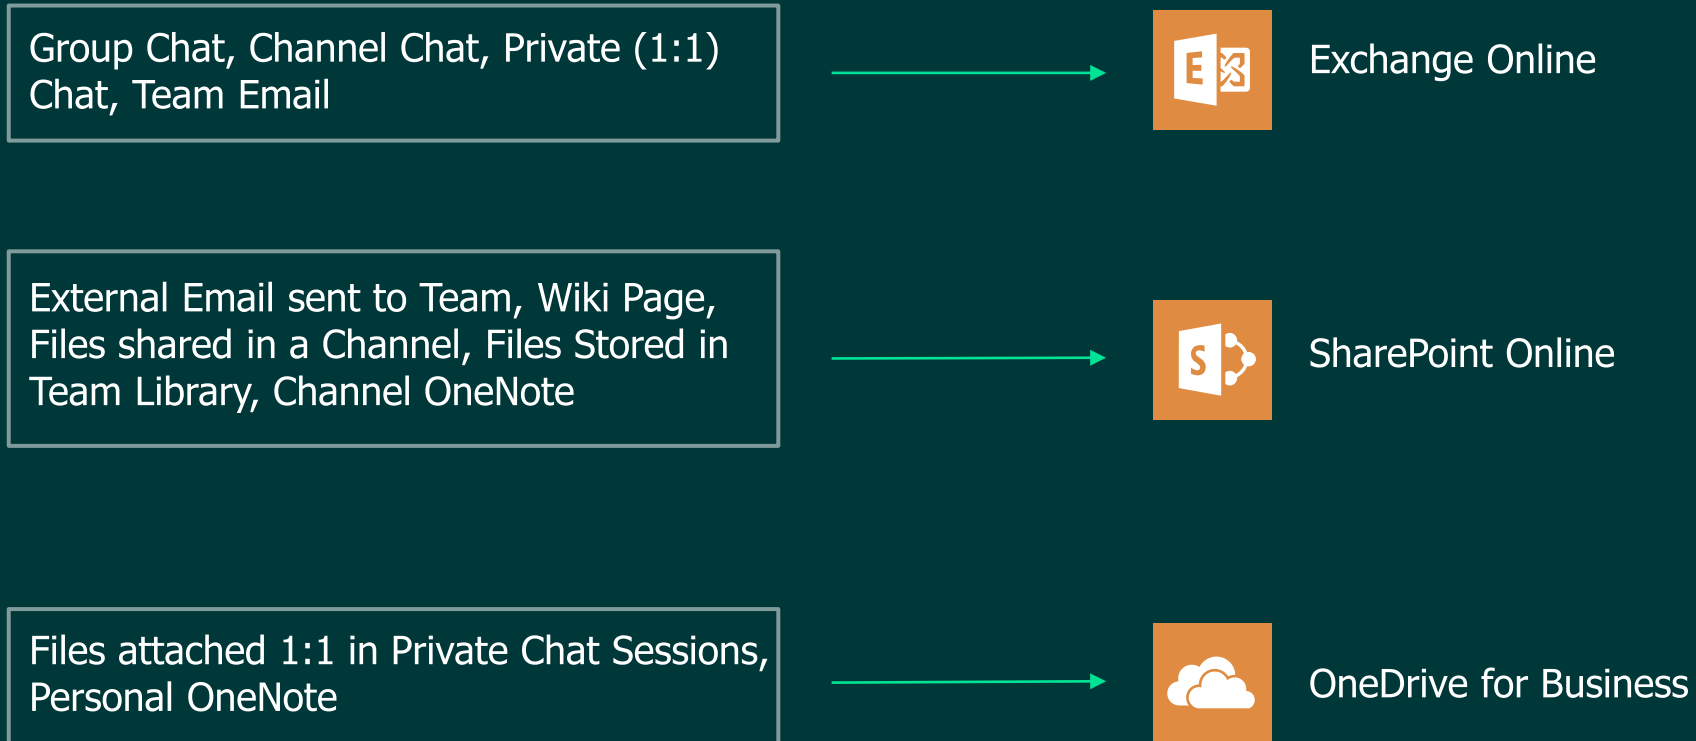 Group Chat, Channel Chat, Private (1:1)
Chat, Team Email
E
Exchange Online
External Email sent to Team, Wiki Page,
Files shared in a Channel, Files Stored in
Team Library, Channel OneNote
S
SharePoint Online
Files attached 1:1 in Private Chat Sessions,
Personal OneNote
OneDrive for Business